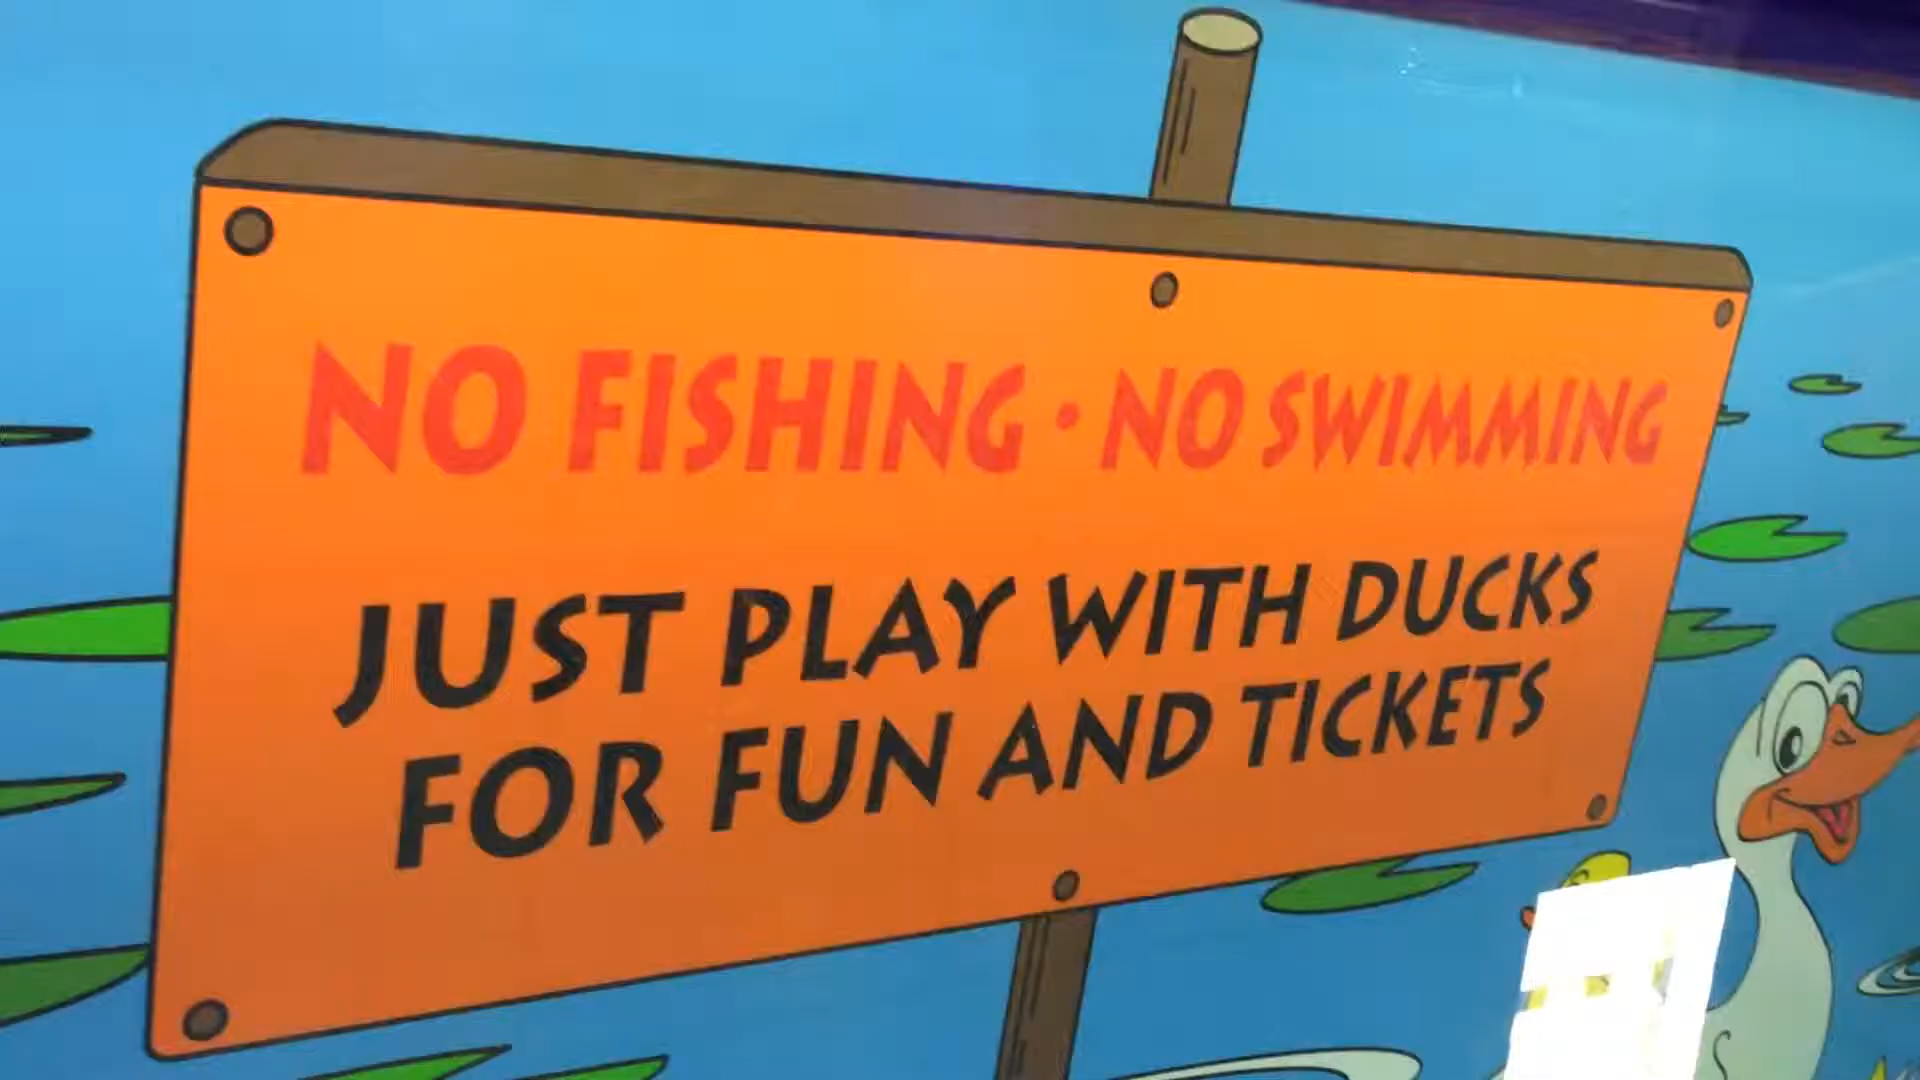 NO FISHING · NO SWIMMING
JUST PLAY WITH DUCKS
FOR FUN AND TICKETS